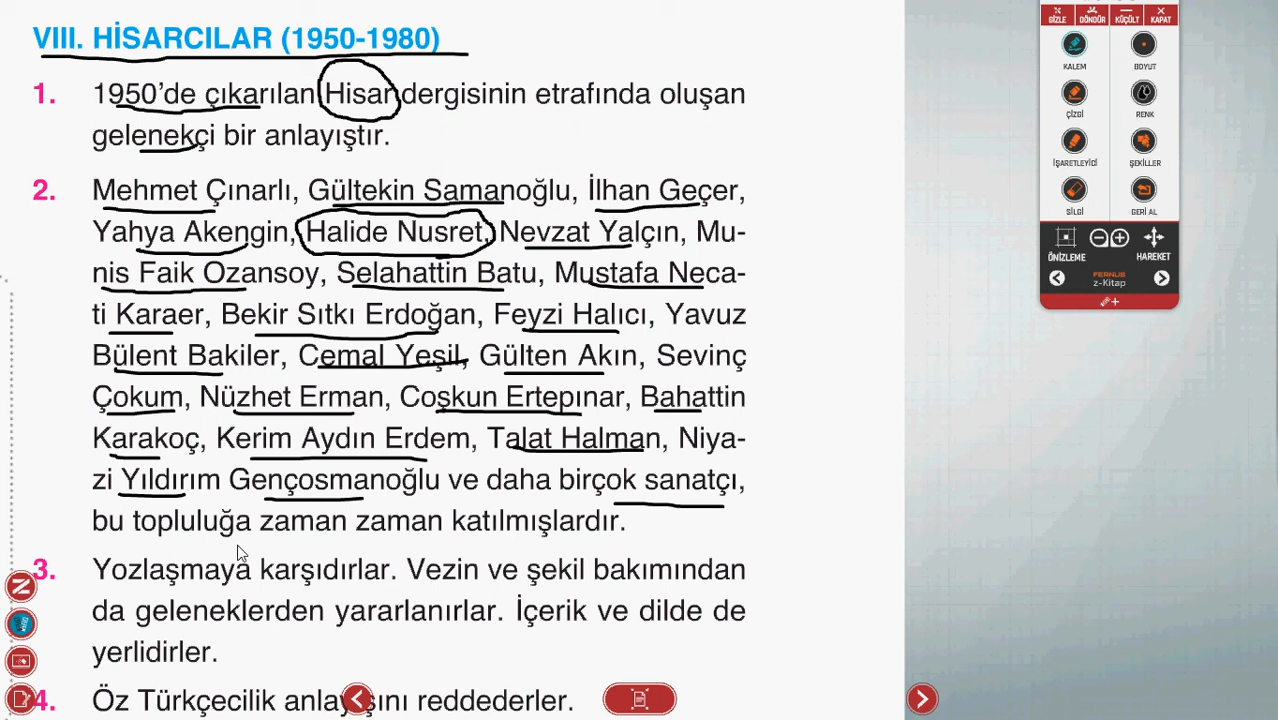 VIII. HİSARCILAR (1950-1980)
1. 1950’de çıkarılan Hisar dergisinin etrafında oluşan
gelenekçi bir anlayıştır.
2. Mehmet Çınarlı, Gültekin Samanoğlu, İlhan Geçer,
Yahya Akengin, Halide Nusret, Nevzat Yalçın, Mu-
nis Faik Ozansoy, Selahattin Batu, Mustafa Neca-
ti Karaer, Bekir Sıtkı Erdoğan, Feyzi Halıcı, Yavuz
Bülent Bakiler, Cemal Yeşil, Gülten Akın, Sevinç
Çokum, Nüzhet Erman, Coşkun Ertepınar, Bahattin
Karakoç, Kerim Aydın Erdem, Talat Halman, Niya-
zi Yıldırım Gençosmanoğlu ve daha birçok sanatçı,
bu topluluğa zaman zaman katılmışlardır.
3. Yozlaşmaya karşıdırlar. Vezin ve şekil bakımından
da geleneklerden yararlanırlar. İçerik ve dilde de
yerlidirler.
4. Öz Türkçecilik anlayışını reddederler.
GİZLE DÖNDÜR KÜÇÜLT KAPAT
KALEM BOYUT
ÇİZGİ RENK
İŞARETLEYİCİ ŞEKİLLER
SİLGİ GERİ AL
ÖNİZLEME HAREKET
FERNUS
z-Kitap